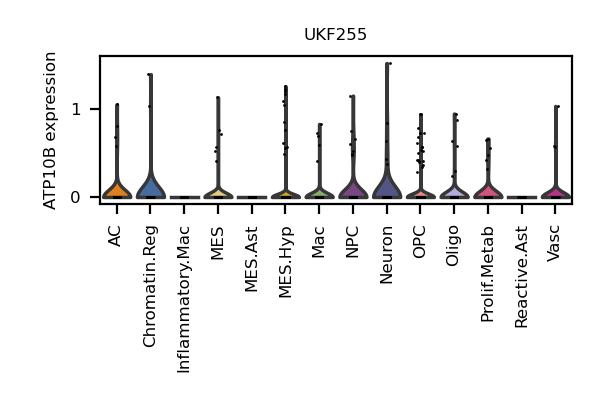 UKF255
ATP10B expression
1
0
AC
Chromatin.Reg
Inflammatory.Mac
MES
MES.Ast
MES.Hyp
Mac
NPC
Neuron
OPC
Oligo
Prolif.Metab
Reactive.Ast
Vasc